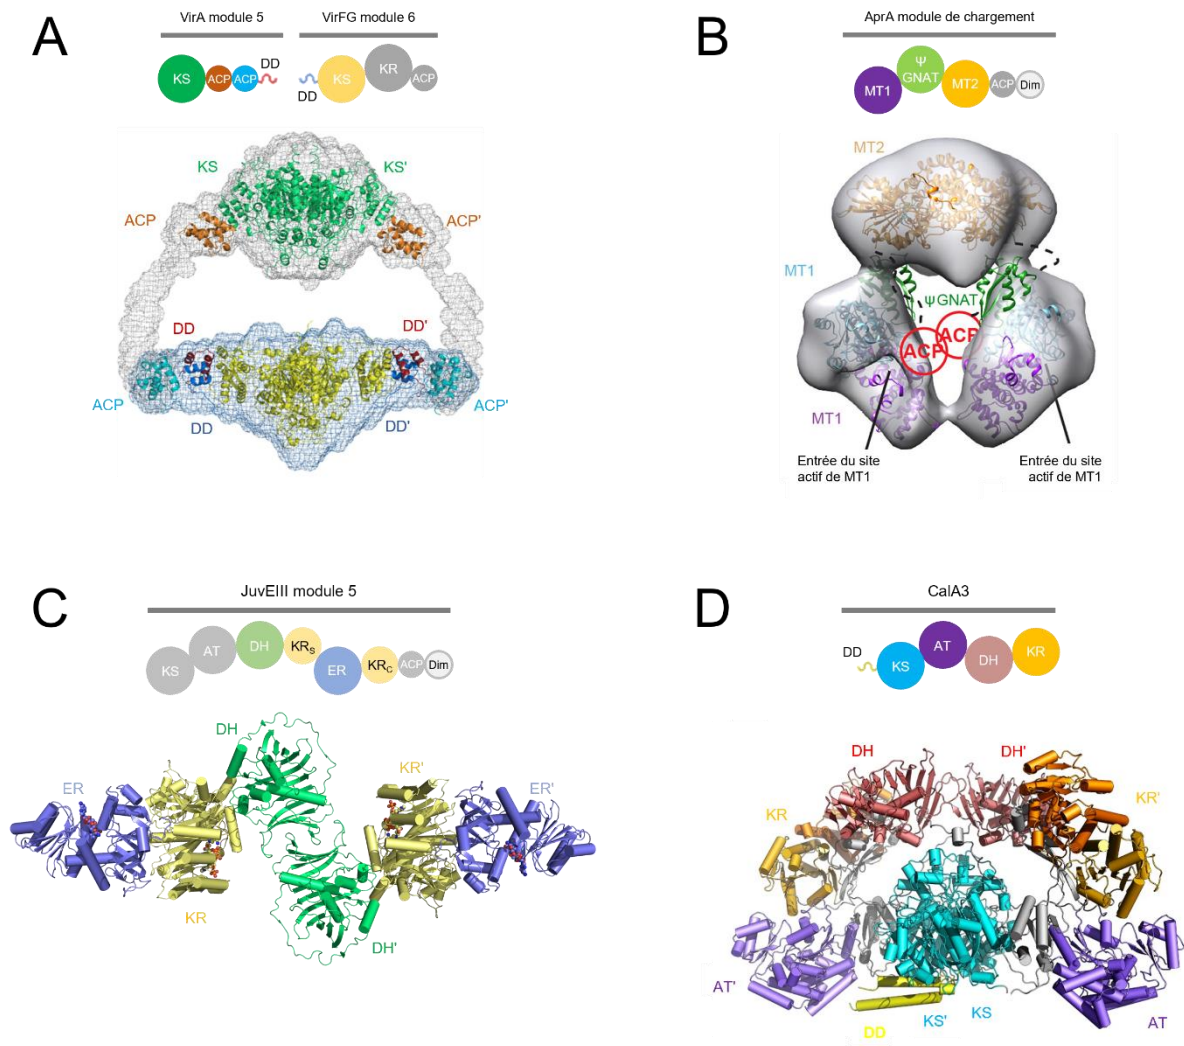 A
VirA module 5
VirFG module 6
KS
ACP
ACP
DD
DD
KS
KR
ACP
KS
KS'
ACP
ACP'
DD
DD'
ACP
DD
DD'
ACP'
B
AprA module de chargement
MT1
Ψ
GNAT
MT2
ACP
Dim
MT2
MT1
ΨGNAT
ACP
ACP
MT1
Entrée du site
actif de MT1
Entrée du site
actif de MT1
C
JuvEIII module 5
KS
AT
DH
KRS
ER
KRC
ACP
Dim
DH
ER
KR'
ER'
KR
DH'
D
CalA3
DD
KS
AT
DH
KR
DH
DH'
KR
KR'
AT'
DD
KS'
KS
AT